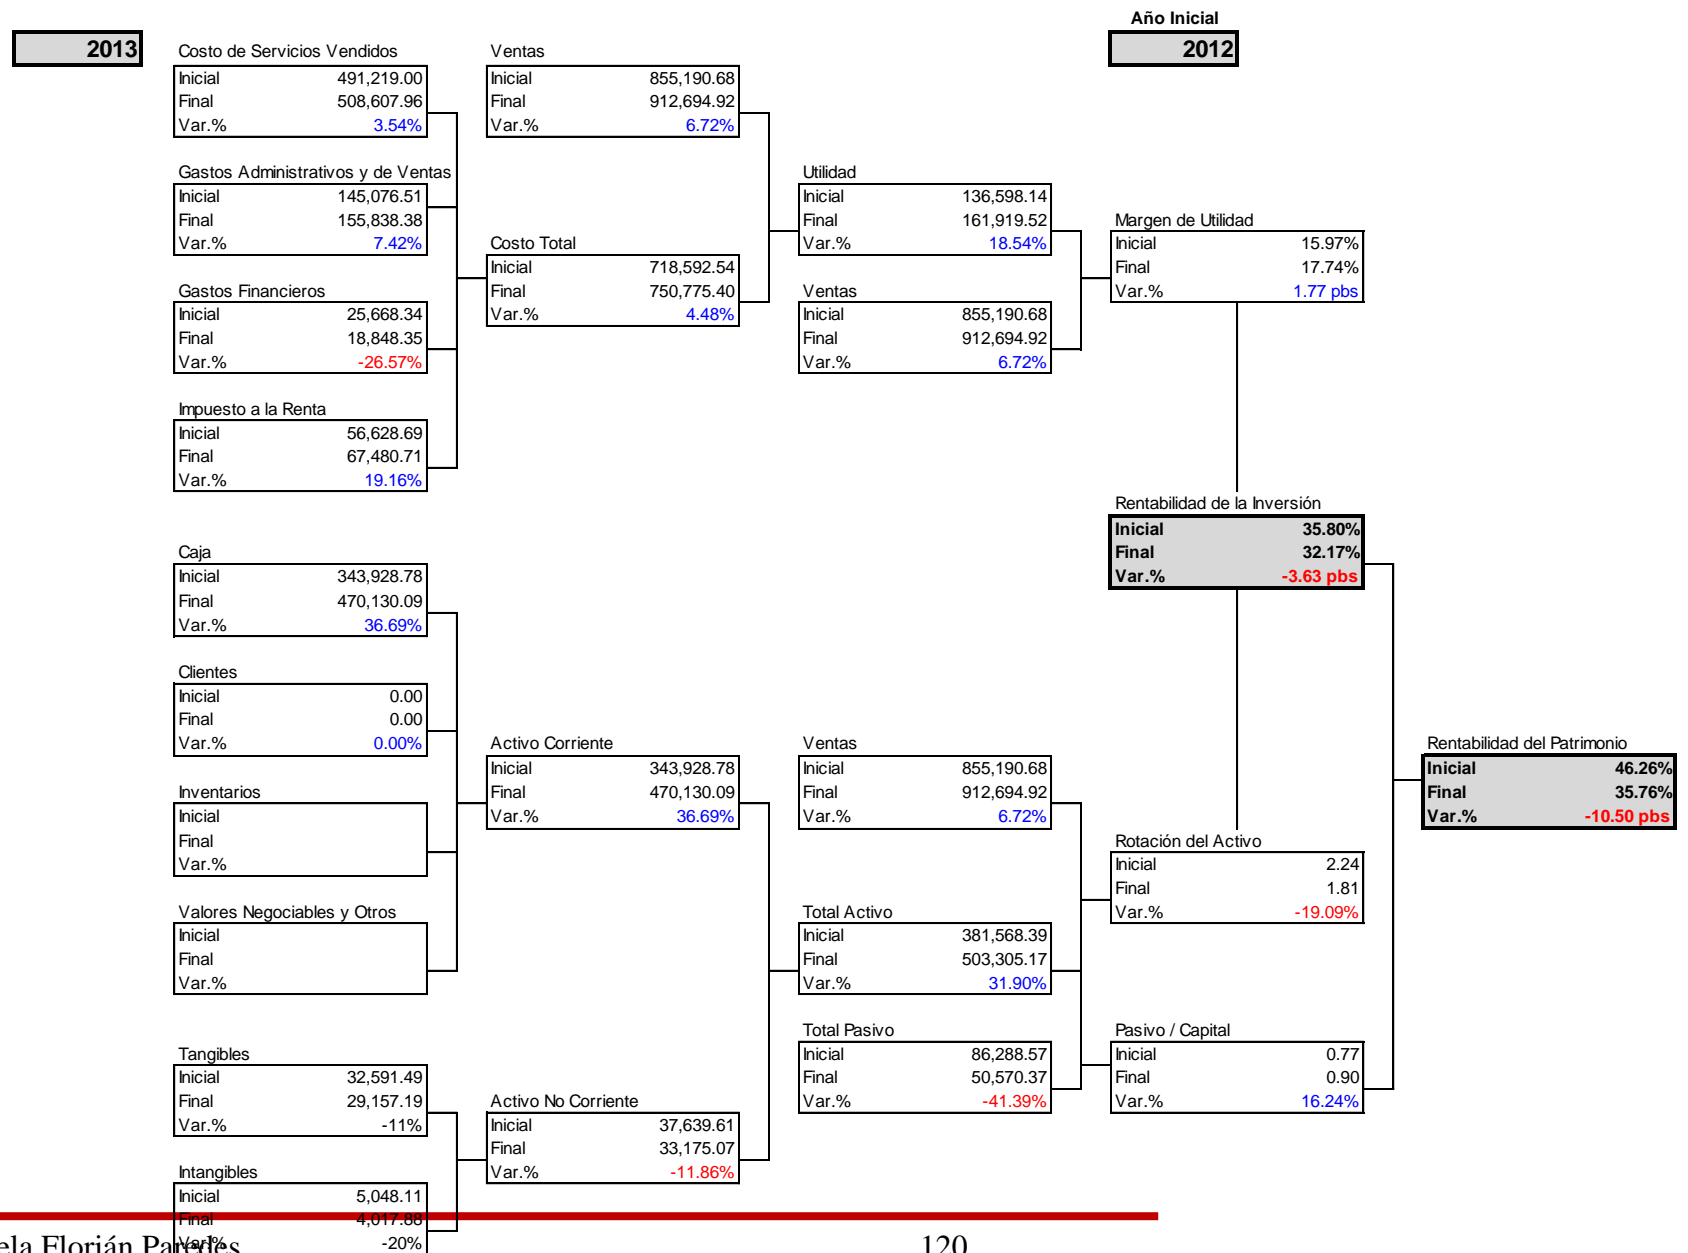 Año Inicial
2013
2012
Costo de Servicios Vendidos
Inicial 491,219.00
Final 508,607.96
Var.% 3.54%
Ventas
Inicial 855,190.68
Final 912,694.92
Var.% 6.72%
Gastos Administrativos y de Ventas
Inicial 145,076.51
Final 155,838.38
Var.% 7.42%
Utilidad
Inicial 136,598.14
Final 161,919.52
Var.% 18.54%
Margen de Utilidad
Inicial 15.97%
Final 17.74%
Var.% 1.77 pbs
Costo Total
Inicial 718,592.54
Final 750,775.40
Var.% 4.48%
Gastos Financieros
Inicial 25,668.34
Final 18,848.35
Var.% -26.57%
Ventas
Inicial 855,190.68
Final 912,694.92
Var.% 6.72%
Impuesto a la Renta
Inicial 56,628.69
Final 67,480.71
Var.% 19.16%
Rentabilidad de la Inversión
Inicial 35.80%
Final 32.17%
Var.% -3.63 pbs
Caja
Inicial 343,928.78
Final 470,130.09
Var.% 36.69%
Clientes
Inicial 0.00
Final 0.00
Var.% 0.00%
Activo Corriente
Inicial 343,928.78
Final 470,130.09
Var.% 36.69%
Ventas
Inicial 855,190.68
Final 912,694.92
Var.% 6.72%
Rentabilidad del Patrimonio
Inicial 46.26%
Final 35.76%
Var.% -10.50 pbs
Inventarios
Inicial
Final
Var.%
Rotación del Activo
Inicial 2.24
Final 1.81
Var.% -19.09%
Valores Negociables y Otros
Inicial
Final
Var.%
Total Activo
Inicial 381,568.39
Final 503,305.17
Var.% 31.90%
Total Pasivo
Inicial 86,288.57
Final 50,570.37
Var.% -41.39%
Pasivo / Capital
Inicial 0.77
Final 0.90
Var.% 16.24%
Tangibles
Inicial 32,591.49
Final 29,157.19
Var.% -11%
Activo No Corriente
Inicial 37,639.61
Final 33,175.07
Var.% -11.86%
Intangibles
Inicial 5,048.11
Final 4,017.88
Var.% -20%
ela Florián Paredes 120